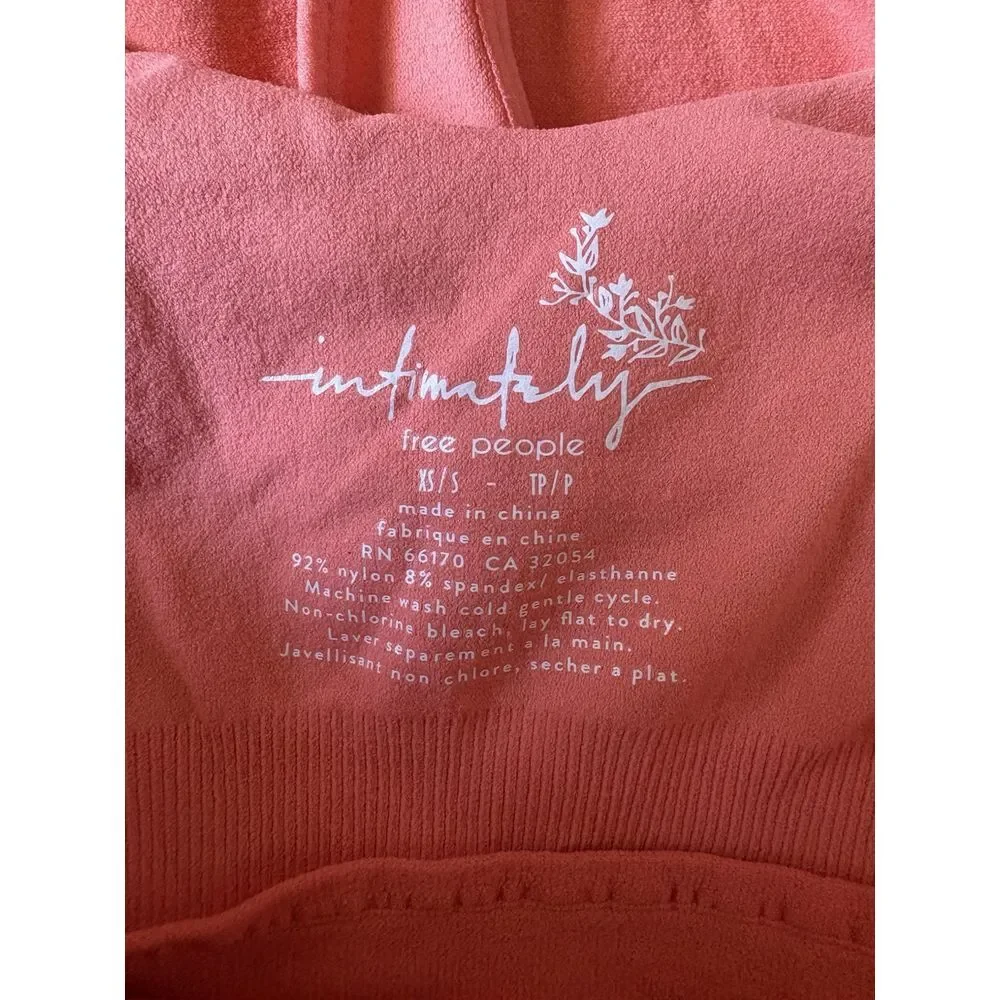 intimately
free people
XS/S - TP/P
made in china
fabrique en chine
RN 66170 CA 32054
92% nylon 8% spandex/ elasthanne
Machine wash cold gentle cycle.
Non-chlorine bleach, lay flat to dry.
Laver separement a la main.
Javellisant non chlore, secher a plat.